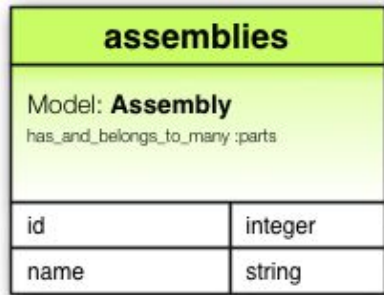 assemblies
Model: Assembly
has_and_belongs_to_many :parts
id integer
name string